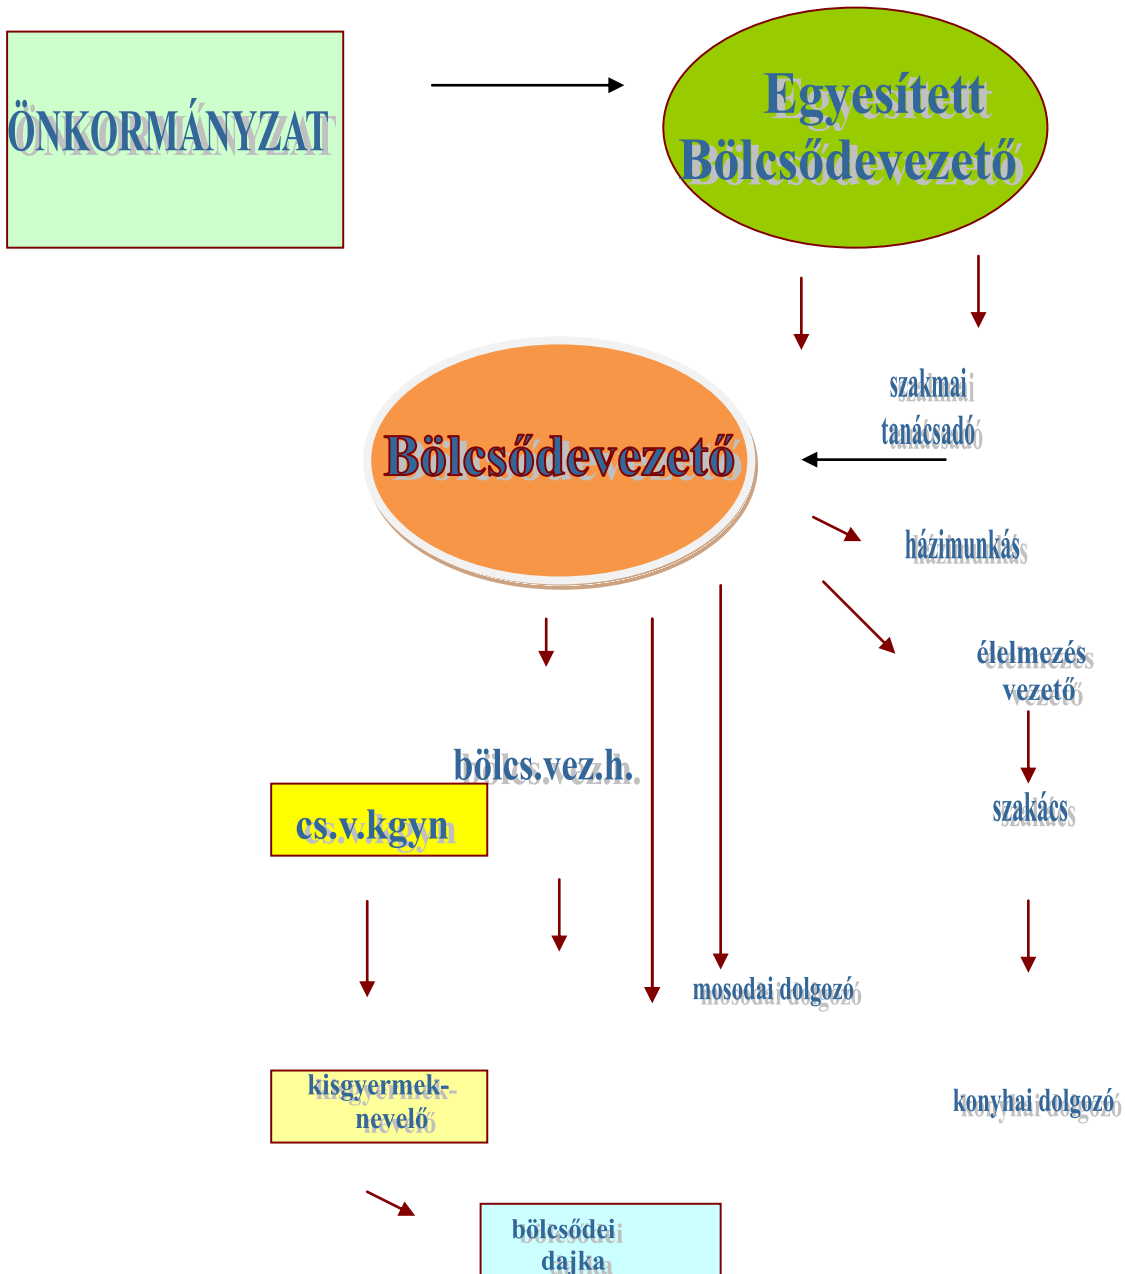 ÖNKORMÁNYZAT
Egyesített
Bölcsődevezető
szakmai
tanácsadó
Bölcsődevezető
házimunkás
élelmezés
vezető
bölcs.vez.h.
cs.v.kgyn
szakács
mosodai dolgozó
kisgyermek-
nevelő
konyhai dolgozó
bölcsődei
dajka